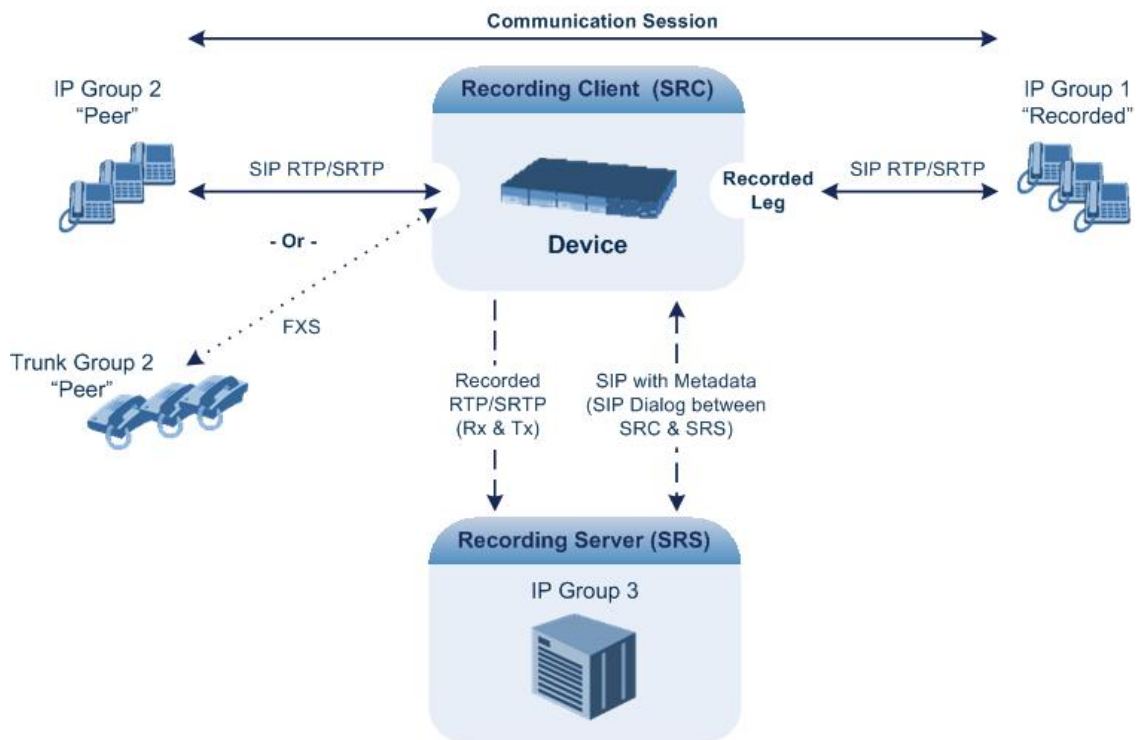 Communication Session
IP Group 2
“Peer”
Recording Client (SRC)
IP Group 1
“Recorded”
SIP RTP/SRTP
Recorded
Leg
SIP RTP/SRTP
- Or -
Device
FXS
Trunk Group 2
“Peer”
Recorded
RTP/SRTP
(Rx & Tx)
SIP with Metadata
(SIP Dialog between
SRC & SRS)
Recording Server (SRS)
IP Group 3